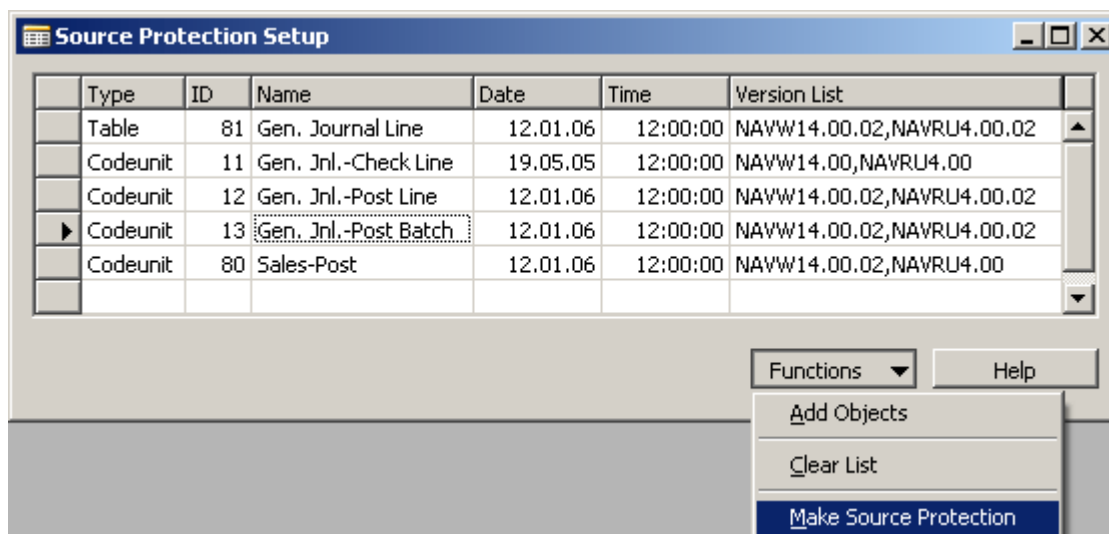 Source Protection Setup
Type ID Name Date Time Version List
Table 81 Gen. Journal Line 12.01.06 12:00:00 NAVW14.00.02,NAVRU4.00.02
Codeunit 11 Gen. Jnl.-Check Line 19.05.05 12:00:00 NAVW14.00,NAVRU4.00
Codeunit 12 Gen. Jnl.-Post Line 12.01.06 12:00:00 NAVW14.00.02,NAVRU4.00.02
Codeunit 13 Gen. Jnl.-Post Batch 12.01.06 12:00:00 NAVW14.00.02,NAVRU4.00.02
Codeunit 80 Sales-Post 12.01.06 12:00:00 NAVW14.00.02,NAVRU4.00
Functions Help
Add Objects
Clear List
Make Source Protection